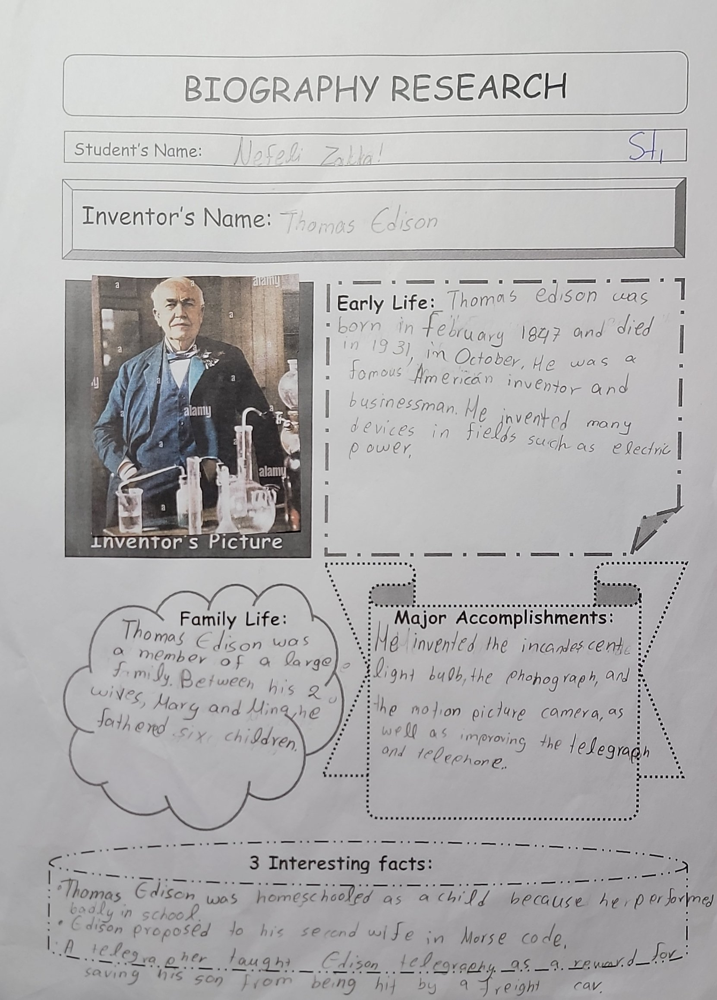 BIOGRAPHY RESEARCH
Student's Name: Nefeli Zakka!
St1
Inventor's Name: Thomas Edison
alamy
alamy
alamy
Inventor's Picture
Early Life: Thomas edison was
born in february 1847 and died
in 1931, in October. He was a
famous American inventor and
businessman. He invented many
devices in fields such as electric
power.
Family Life:
Thomas Edison was
a member of a large
family. Between his 2
wives, Mary and Mina, he
fathered six children.
Major Accomplishments:
He invented the incandescent
light bulb, the phonograph, and
the motion picture camera, as
well as improving the telegraph
and telephone..
3 Interesting facts:
• Thomas Edison was homeschooled as a child because he performed
badly in school.
• Edison proposed to his second wife in Morse code.
• A telegrapher taught Edison telegraphy as a reward for
saving his son from being hit by a freight car.